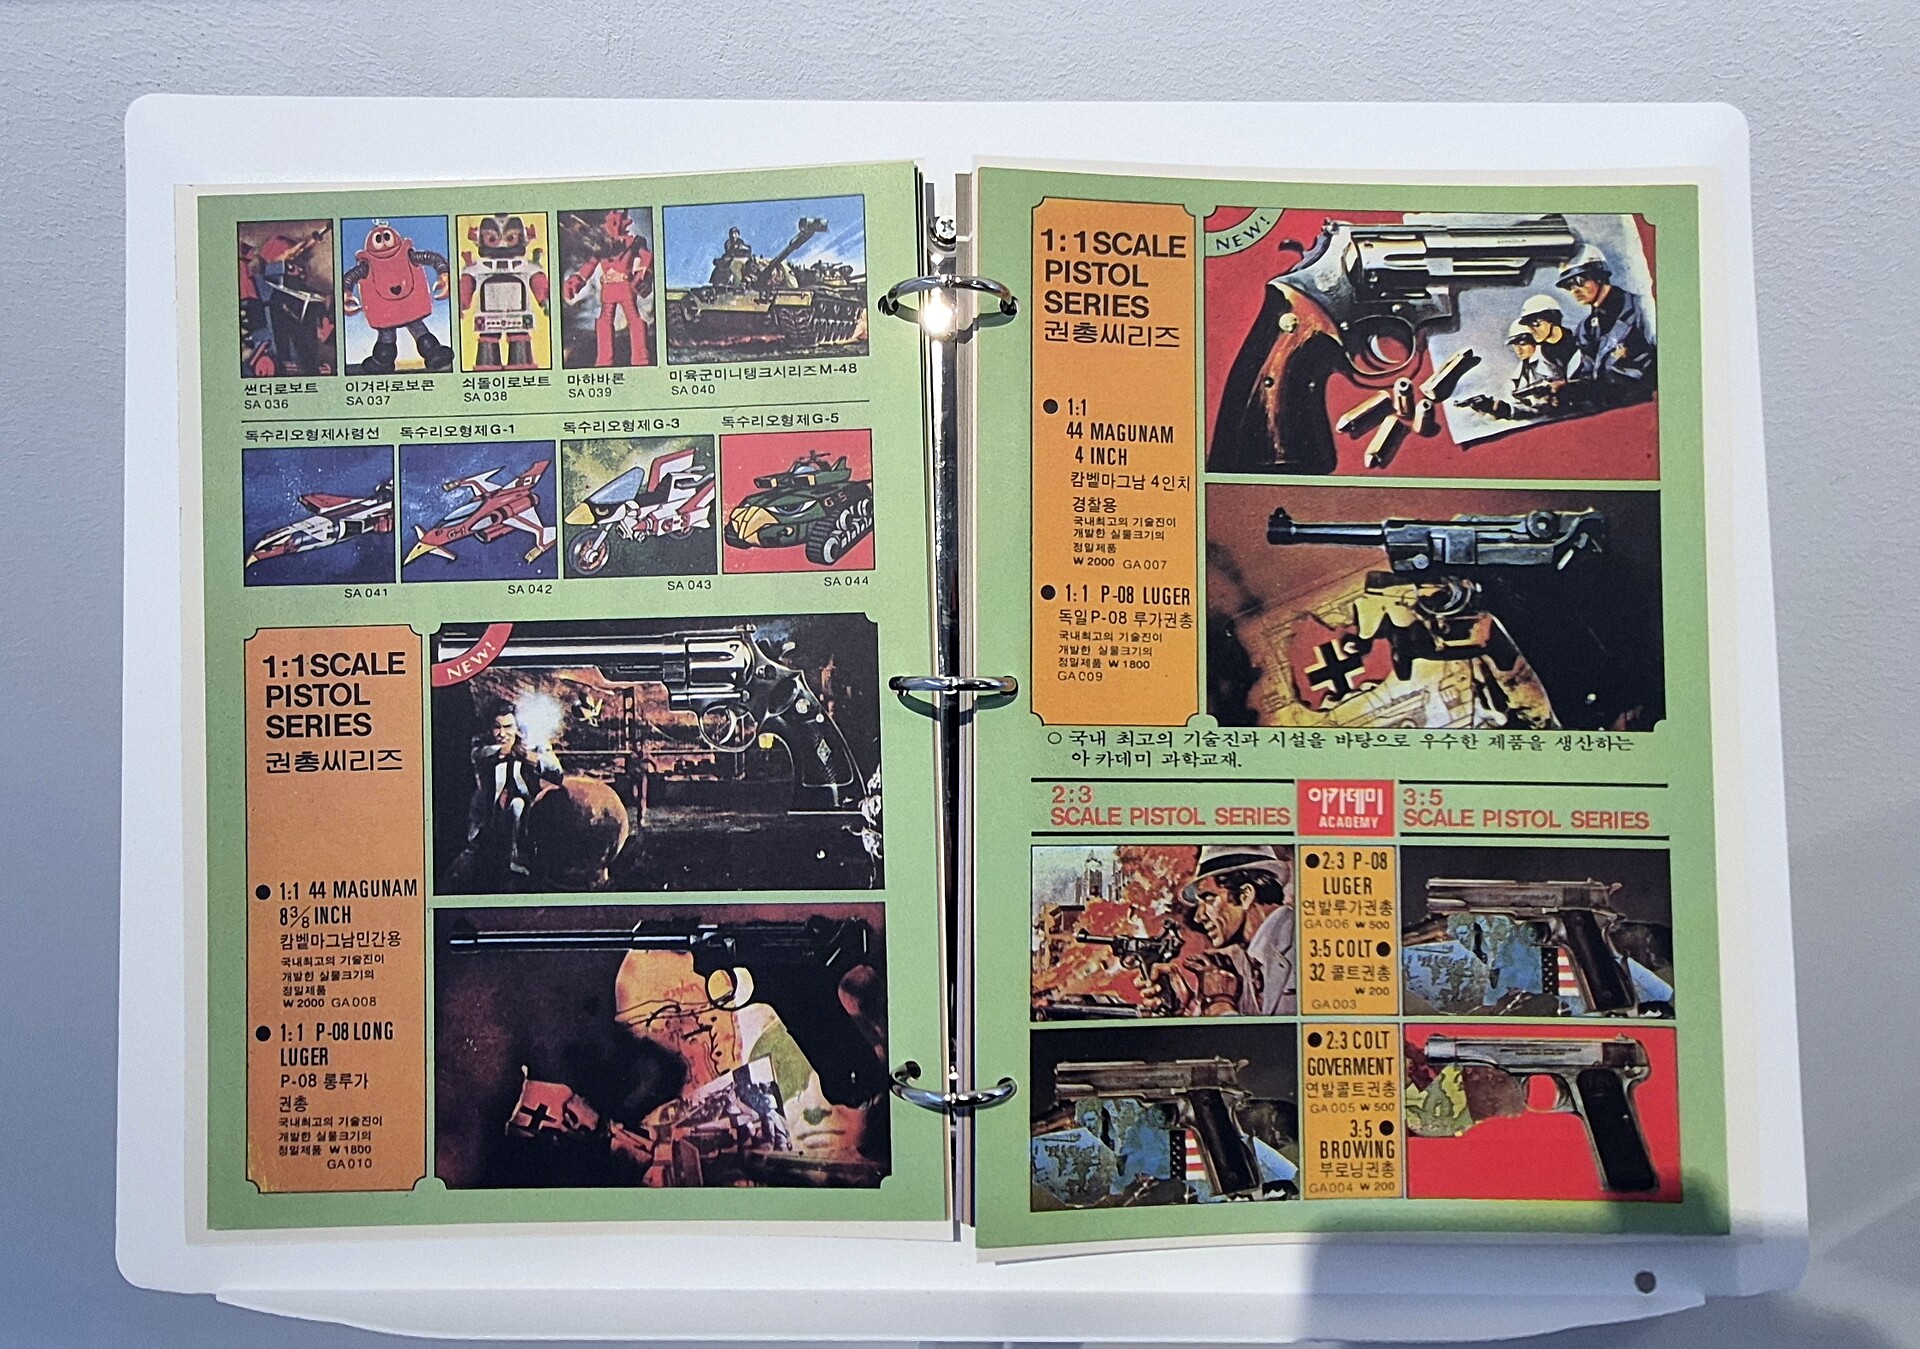 썬더로보트
SA 036
이겨라로보콘
SA 037
쇠돌이로보트
SA 038
마하바론
SA 039
미육군미니탱크시리즈 M-48
SA 040
독수리오형제사령선
SA 041
독수리오형제 G-1
SA 042
독수리오형제 G-3
SA 043
독수리오형제 G-5
SA 044
1:1 SCALE
PISTOL
SERIES
권총씨리즈
● 1:1 44 MAGUNAM
8 3/8 INCH
캄벨마그남민간용
국내최고의 기술진이
개발한 실물크기의
정밀제품
₩ 2000 GA 008
● 1:1 P-08 LONG
LUGER
P-08 롱루가
권총
국내최고의 기술진이
개발한 실물크기의
정밀제품 ₩ 1800
GA 010
NEW!
1:1 SCALE
PISTOL
SERIES
권총씨리즈
● 1:1
44 MAGUNAM
4 INCH
캄벨마그남 4인치
경찰용
국내최고의 기술진이
개발한 실물크기의
정밀제품
₩ 2000 GA 007
● 1:1 P-08 LUGER
독일 P-08 루가권총
국내최고의 기술진이
개발한 실물크기의
정밀제품 ₩ 1800
GA 009
NEW!
○ 국내 최고의 기술진과 시설을 바탕으로 우수한 제품을 생산하는
아카데미 과학교재.
2:3
SCALE PISTOL SERIES
아카데미
ACADEMY
3:5
SCALE PISTOL SERIES
● 2:3 P-08
LUGER
연발루가권총
GA 006 ₩ 500
3:5 COLT ●
32 콜트권총
₩ 200
GA 003
● 2:3 COLT
GOVERMENT
연발콜트권총
GA 005 ₩ 500
3:5 ●
BROWING
부로닝권총
GA 004 ₩ 200